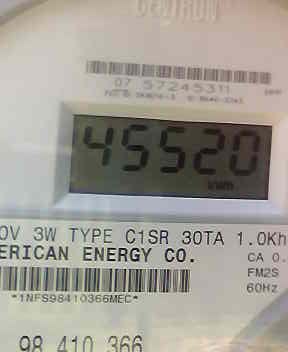 CENTRON
07 57245311
45520
kWh
0V 3W TYPE C1SR 30TA 1.0Kh
ERICAN ENERGY CO.
CA 0.
FM2S
60Hz
*1NFS98410366MEC*
98 410 366